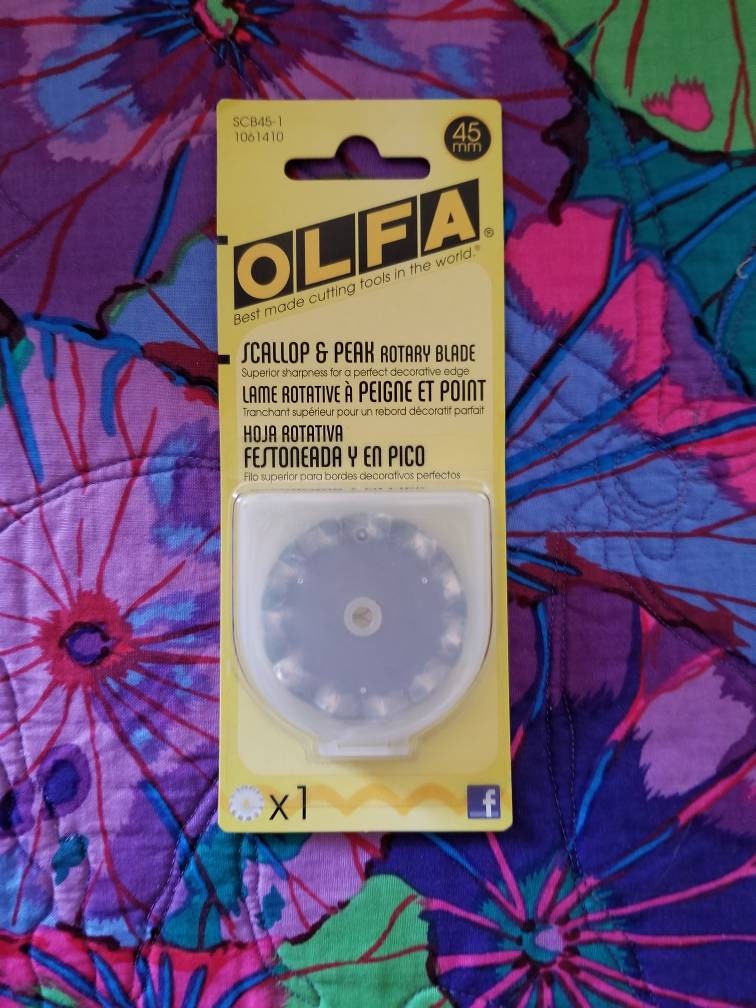 SCB45-1
1061410
45
mm
OLFA®
Best made cutting tools in the world.®
SCALLOP & PEAK ROTARY BLADE
Superior sharpness for a perfect decorative edge
LAME ROTATIVE À PEIGNE ET POINT
Tranchant supérieur pour un rebord décoratif parfait
HOJA ROTATIVA
FESTONEADA Y EN PICO
Filo superior para bordes decorativos perfectos
x1
f